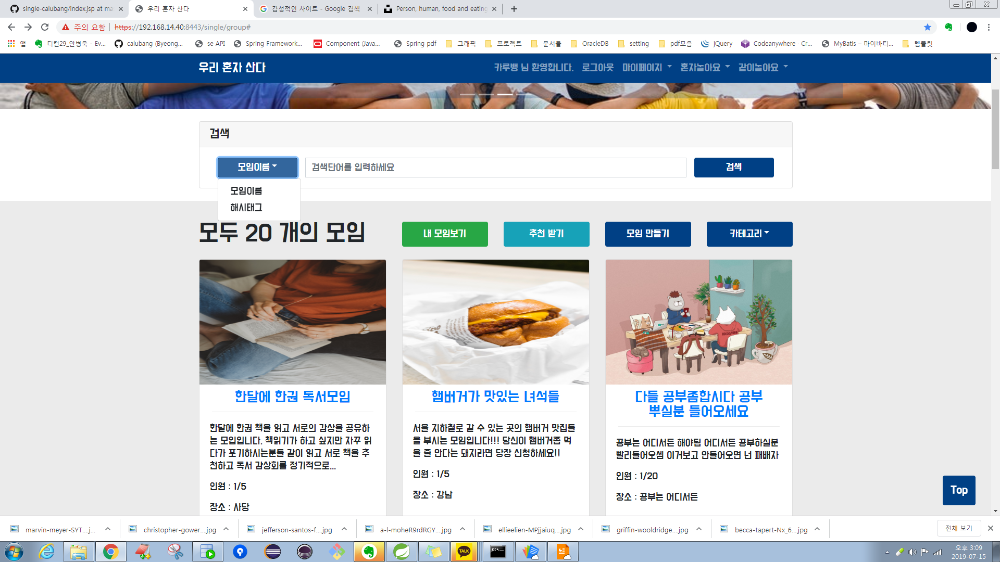 single-calubang/index.jsp at ma
우리 혼자 산다
감성적인 사이트 - Google 검색
Person, human, food and eating
주의 요함 | https://192.168.14.40:8443/single/group#
앱
디컨29_안병욱 - Ev...
calubang (Byeong...
se API
Spring Framework...
Component (Java...
Spring pdf
그래픽
프로젝트
문서들
OracleDB
setting
pdf모음
jQuery
Codeanywhere · Cr...
MyBatis – 마이바티...
템플릿
우리 혼자 산다
카루뱅 님 환영합니다.
로그아웃
마이페이지
혼자놀아요
같이놀아요
검색
모임이름
검색단어를 입력하세요
검색
모임이름
해시태그
모두 20 개의 모임
내 모임보기
추천 받기
모임 만들기
카테고리
DO DISTURB
한달에 한권 독서모임
한달에 한권 책을 읽고 서로의 감상을 공유하
는 모임입니다. 책읽기가 하고 싶지만 자꾸 읽
다가 포기하시는분들 같이 읽고 서로 책을 추
천하고 독서 감상회를 정기적으로...
인원 : 1/5
장소 : 사당
햄버거가 맛있는 녀석들
서울 지하철로 갈 수 있는 곳의 햄버거 맛집들
을 부시는 모임입니다!!! 당신이 햄버거좀 먹
을 줄 안다는 돼지라면 당장 신청하세요!!
인원 : 1/5
장소 : 강남
다들 공부좀합시다 공부
뿌실분 들어오세요
공부는 어디서든 해야됨 어디서든 공부하실분
빨리들어오셈 이거보고 안들어오면 넌 패배자
인원 : 1/20
장소 : 공부는 어디서든
Top
marvin-meyer-SYT....j...
christopher-gower....jpg
jefferson-santos-f....jpg
a-l-moheR9rdRGY....jpg
ellieelien-MPjjaiuq....jpg
griffin-wooldridge....jpg
becca-tapert-Nx_6....jpg
전체 보기
TALK
C:\
오후 3:09
2019-07-15